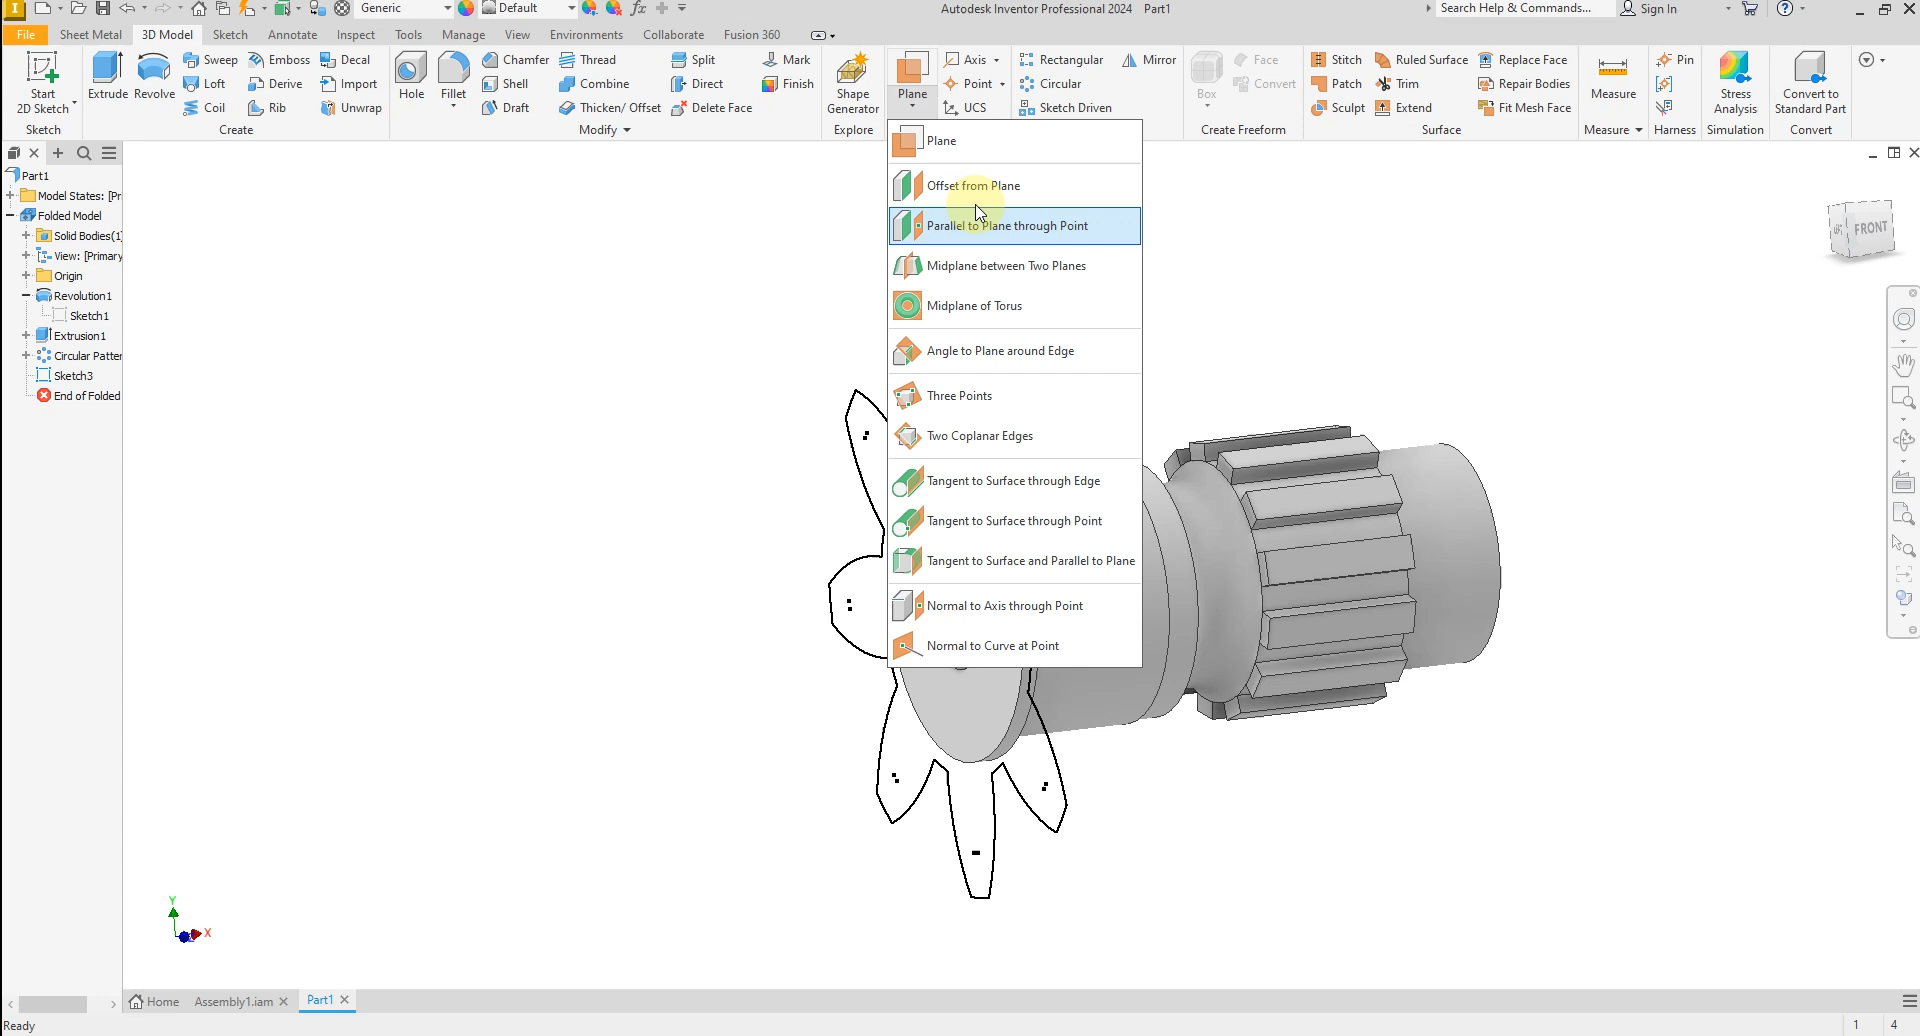 Generic
Default
Autodesk Inventor Professional 2024 Part1
Search Help & Commands...
Sign In
File
Sheet Metal
3D Model
Sketch
Annotate
Inspect
Tools
Manage
View
Environments
Collaborate
Fusion 360
Start
2D Sketch
Sketch
Extrude
Revolve
Sweep
Loft
Coil
Emboss
Derive
Rib
Decal
Import
Unwrap
Create
Hole
Fillet
Chamfer
Shell
Draft
Thread
Combine
Thicken/ Offset
Split
Direct
Delete Face
Modify
Mark
Finish
Shape
Generator
Explore
Plane
Axis
Point
UCS
Rectangular
Circular
Sketch Driven
Mirror
Box
Face
Convert
Create Freeform
Stitch
Patch
Sculpt
Ruled Surface
Trim
Extend
Replace Face
Repair Bodies
Fit Mesh Face
Surface
Measure
Measure
Pin
Harness
Stress
Analysis
Simulation
Convert to
Standard Part
Convert
Part1
Model States: [Pr
Folded Model
Solid Bodies(1)
View: [Primary
Origin
Revolution1
Sketch1
Extrusion1
Circular Patter
Sketch3
End of Folded
Plane
Offset from Plane
Parallel to Plane through Point
Midplane between Two Planes
Midplane of Torus
Angle to Plane around Edge
Three Points
Two Coplanar Edges
Tangent to Surface through Edge
Tangent to Surface through Point
Tangent to Surface and Parallel to Plane
Normal to Axis through Point
Normal to Curve at Point
FRONT
Y
X
Home
Assembly1.iam
Part1
Ready
1
4